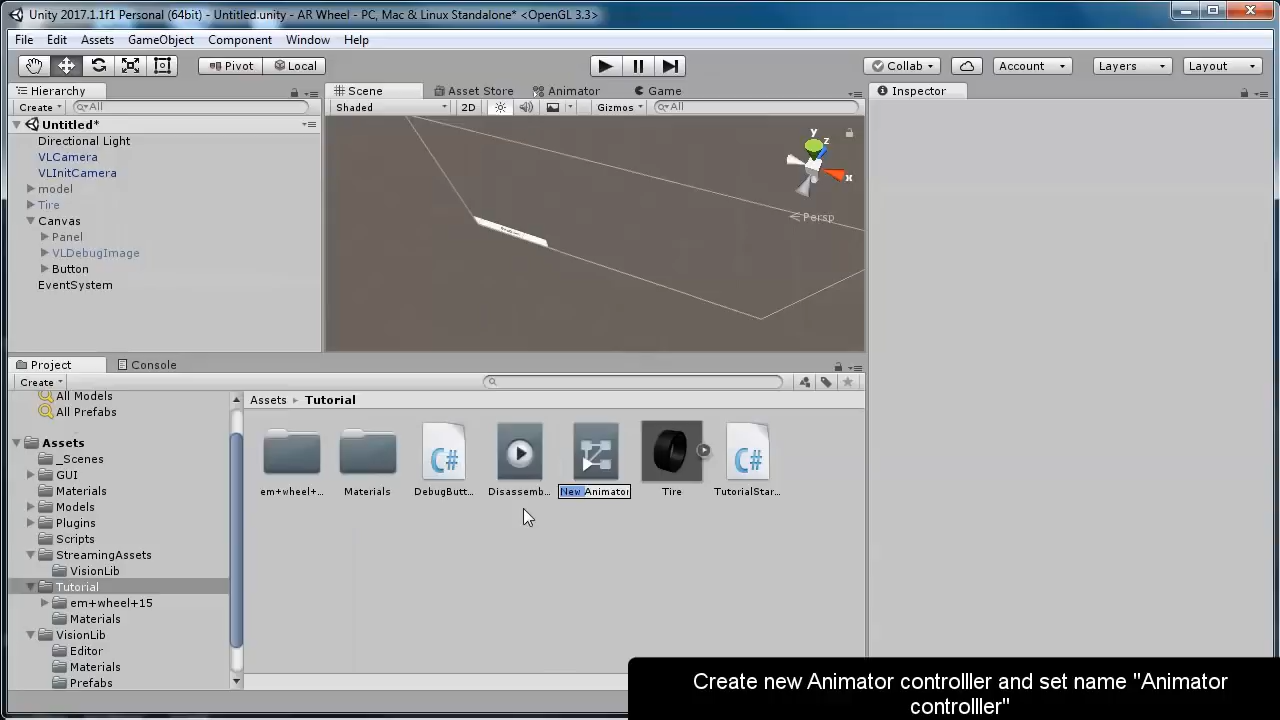 Unity 2017.1.1f1 Personal (64bit) - Untitled.unity - AR Wheel - PC, Mac & Linux Standalone* <OpenGL 3.3>
File Edit Assets GameObject Component Window Help
Pivot Local Collab Account Layers Layout
Hierarchy Scene Asset Store Animator Game Inspector
Create All Shaded 2D Gizmos All
Untitled*
Directional Light
VLCamera
VLInitCamera
model
Tire
Canvas
Panel
VLDebugImage
Button
EventSystem
y
z
x
Persp
Project Console
Create
All Models
All Prefabs
Assets
_Scenes
GUI
Materials
Models
Plugins
Scripts
StreamingAssets
VisionLib
Tutorial
em+wheel+15
Materials
VisionLib
Editor
Materials
Prefabs
Assets Tutorial
C# C#
em+wheel+... Materials DebugButt... Disassemb... New Animator Tire TutorialStar...
Create new Animator controlller and set name "Animator
controlller"